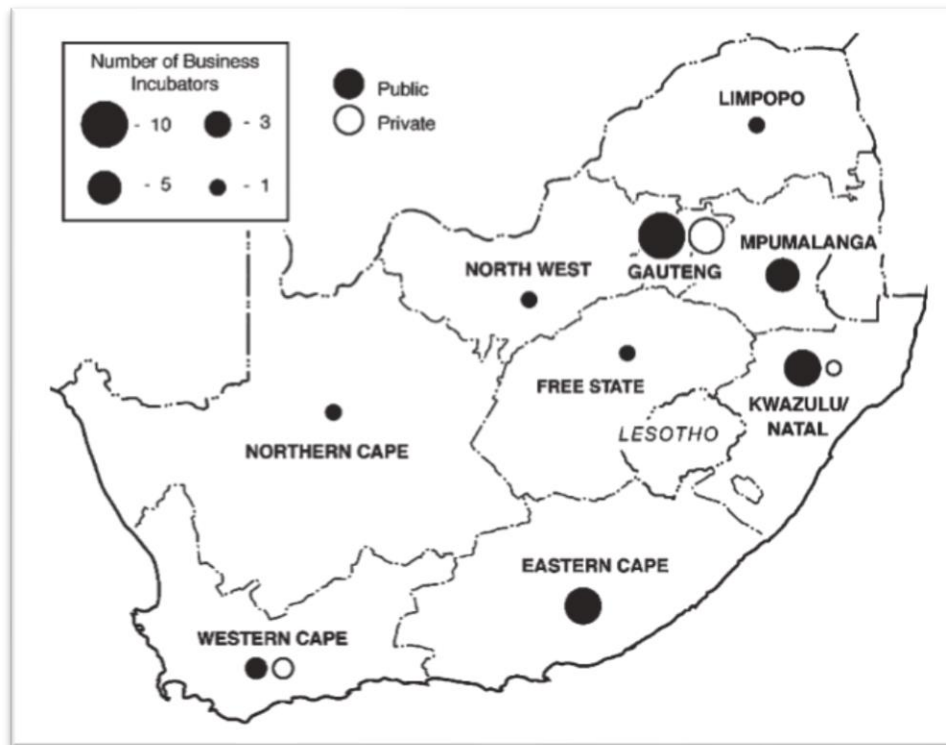 Number of Business
Incubators
- 10
- 3
- 5
- 1
Public
Private
LIMPOPO
MPUMALANGA
NORTH WEST
GAUTENG
FREE STATE
KWAZULU/
NATAL
LESOTHO
NORTHERN CAPE
EASTERN CAPE
WESTERN CAPE